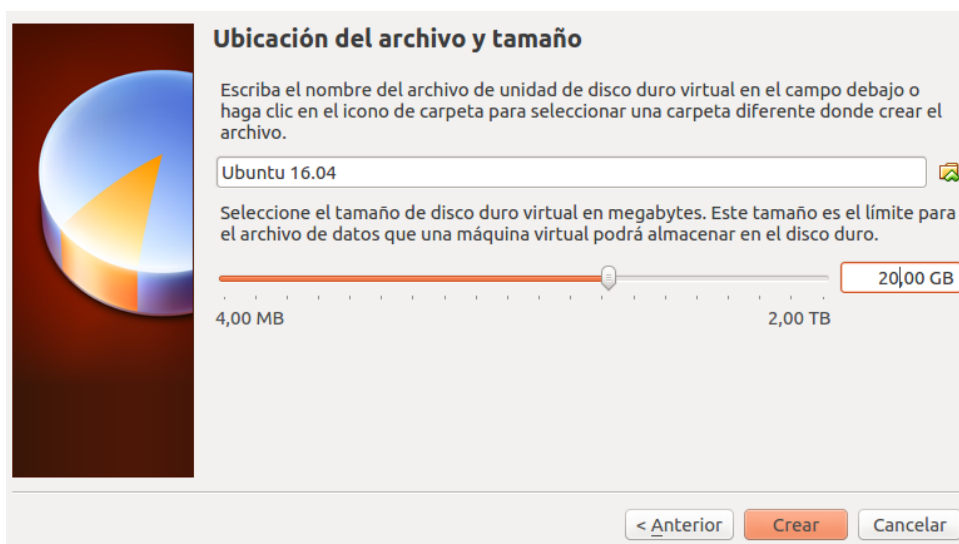 Ubicación del archivo y tamaño
Escriba el nombre del archivo de unidad de disco duro virtual en el campo debajo o
haga clic en el icono de carpeta para seleccionar una carpeta diferente donde crear el
archivo.
Ubuntu 16.04
Seleccione el tamaño de disco duro virtual en megabytes. Este tamaño es el límite para
el archivo de datos que una máquina virtual podrá almacenar en el disco duro.
20,00 GB
4,00 MB 2,00 TB
< Anterior Crear Cancelar